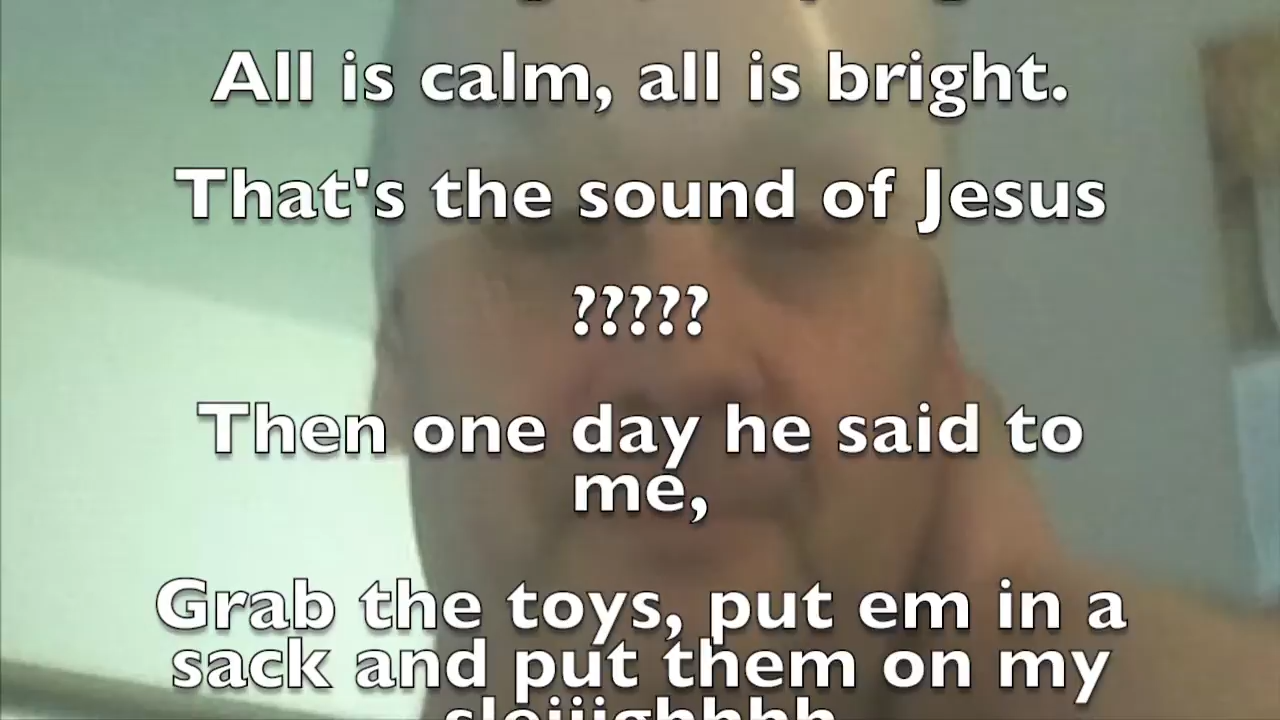 All is calm, all is bright.
That's the sound of Jesus
?????
Then one day he said to
me,
Grab the toys, put em in a
sack and put them on my
sleiiighhhh